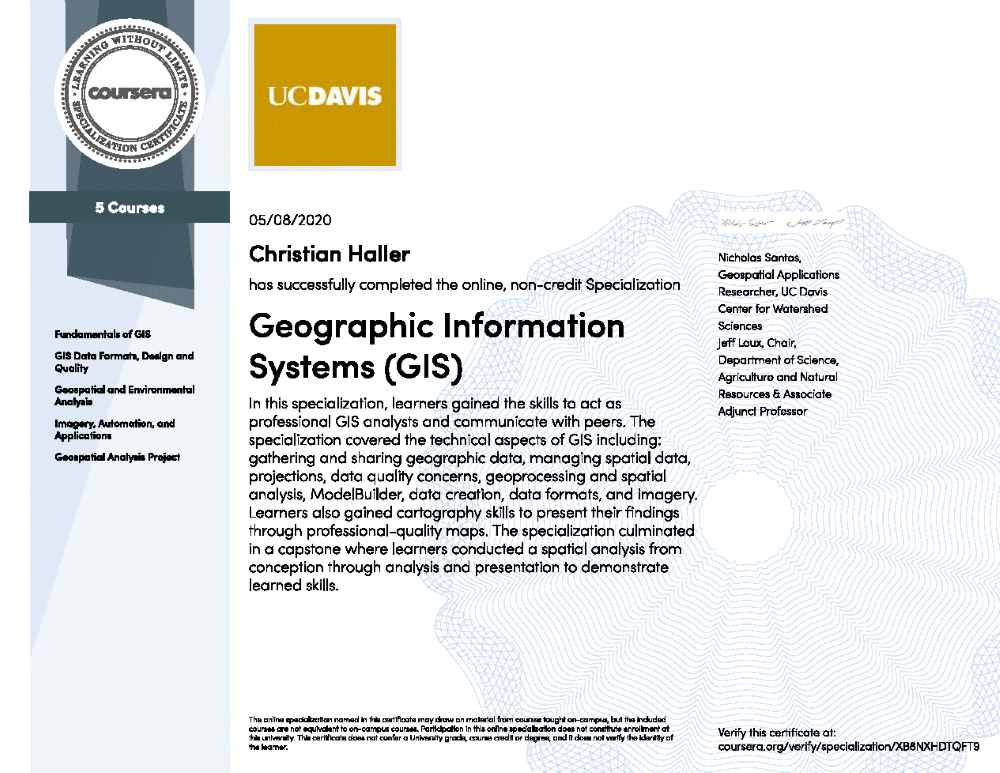 LEARNING WITHOUT LIMITS
coursera
SPECIALIZATION CERTIFICATE
5 Courses
Fundamentals of GIS
GIS Data Formats, Design and
Quality
Geospatial and Environmental
Analysis
Imagery, Automation, and
Applications
Geospatial Analysis Project
UCDAVIS
05/08/2020
Christian Haller
has successfully completed the online, non-credit Specialization
Geographic Information
Systems (GIS)
In this specialization, learners gained the skills to act as
professional GIS analysts and communicate with peers. The
specialization covered the technical aspects of GIS including:
gathering and sharing geographic data, managing spatial data,
projections, data quality concerns, geoprocessing and spatial
analysis, ModelBuilder, data creation, data formats, and imagery.
Learners also gained cartography skills to present their findings
through professional-quality maps. The specialization culminated
in a capstone where learners conducted a spatial analysis from
conception through analysis and presentation to demonstrate
learned skills.
Nicholas Santos,
Geospatial Applications
Researcher, UC Davis
Center for Watershed
Sciences
Jeff Loux, Chair,
Department of Science,
Agriculture and Natural
Resources & Associate
Adjunct Professor
The online specialization named in this certificate may draw on material from courses taught on-campus, but the included
courses are not equivalent to on-campus courses. Participation in this online specialization does not constitute enrollment at
this university. This certificate does not confer a University grade, course credit or degree, and it does not verify the identity of
the learner.
Verify this certificate at:
coursera.org/verify/specialization/XB8NXHDTQFT9